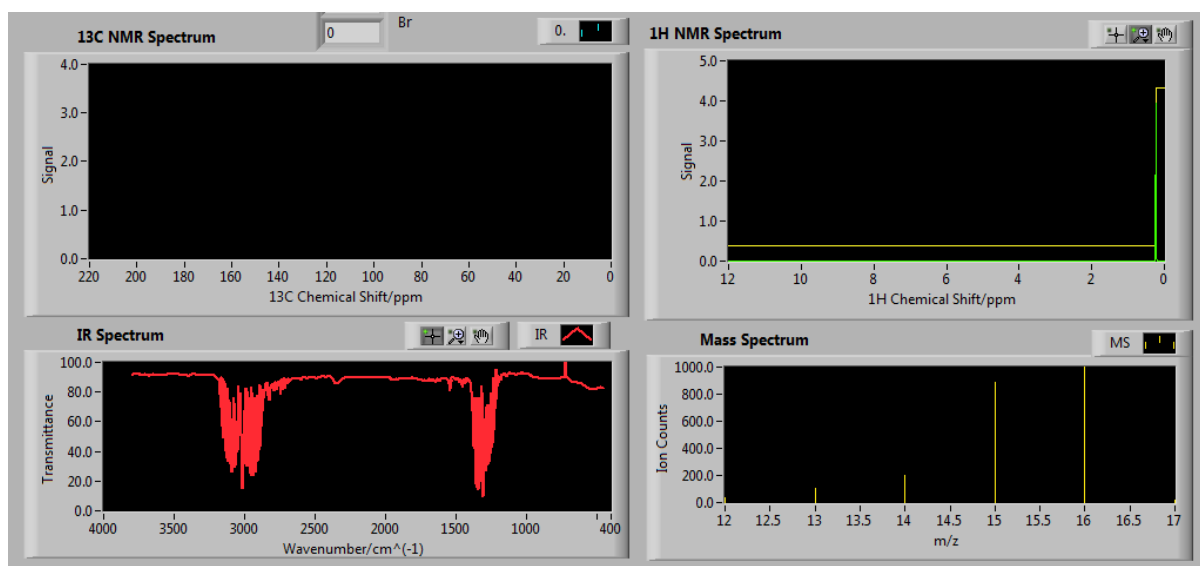 0
Br
13C NMR Spectrum
0.
4.0
3.0
2.0
1.0
0.0
Signal
220 200 180 160 140 120 100 80 60 40 20 0
13C Chemical Shift/ppm
1H NMR Spectrum
5.0
4.0
3.0
2.0
1.0
0.0
Signal
12 10 8 6 4 2 0
1H Chemical Shift/ppm
IR Spectrum
IR
100.0
80.0
60.0
40.0
20.0
0.0
Transmittance
4000 3500 3000 2500 2000 1500 1000 400
Wavenumber/cm^(-1)
Mass Spectrum
MS
1000.0
800.0
600.0
400.0
200.0
0.0
Ion Counts
12 12.5 13 13.5 14 14.5 15 15.5 16 16.5 17
m/z